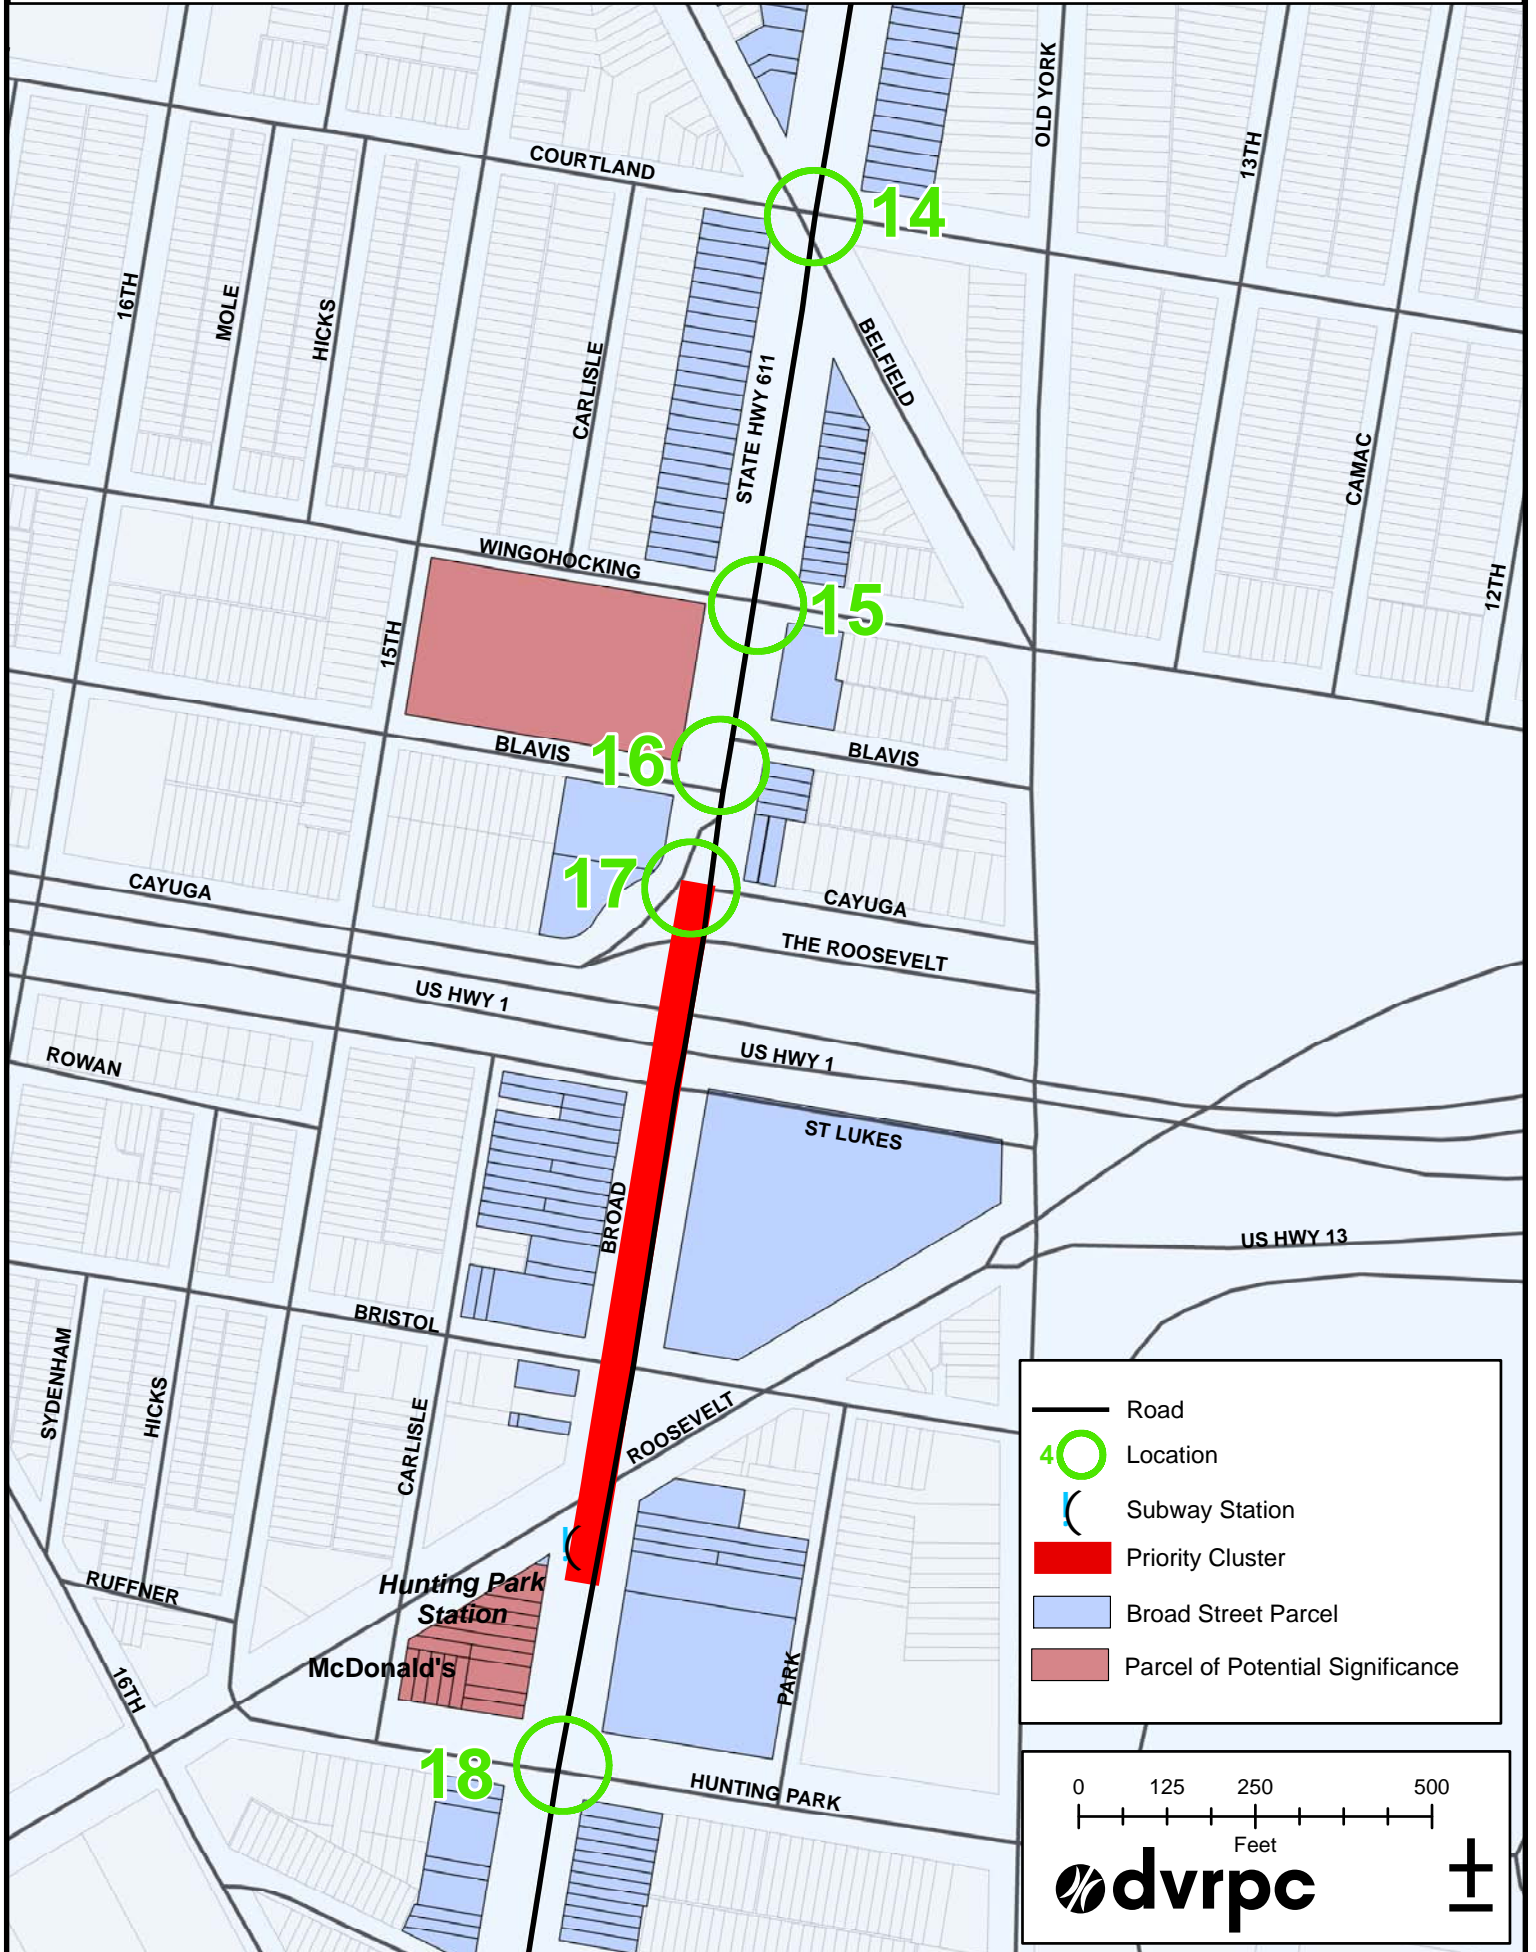 OLD YORK
13TH
COURTLAND
14
16TH
MOLE
HICKS
CARLISLE
STATE HWY 611
BELFIELD
CAMAC
12TH
WINGOHOCKING
15
15TH
BLAVIS
16
BLAVIS
17
CAYUGA
CAYUGA
THE ROOSEVELT
US HWY 1
US HWY 1
ROWAN
ST LUKES
BROAD
US HWY 13
BRISTOL
SYDENHAM
HICKS
CARLISLE
ROOSEVELT
RUFFNER
Hunting Park
Station
McDonald's
16TH
PARK
18
HUNTING PARK
Road
4 Location
Subway Station
Priority Cluster
Broad Street Parcel
Parcel of Potential Significance
0 125 250 500
Feet
dvrpc